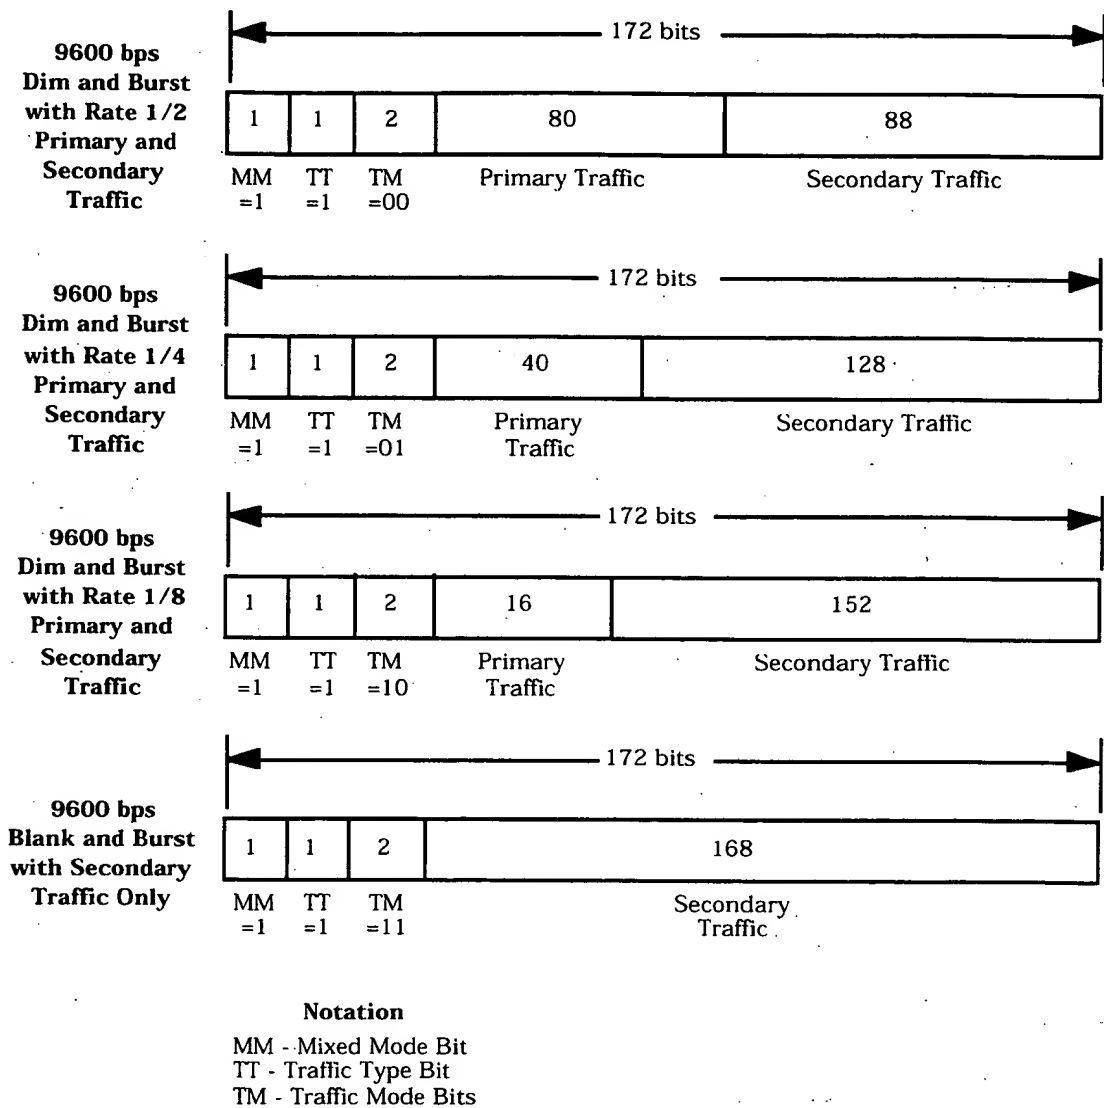 172 bits
9600 bps
Dim and Burst
with Rate 1/2
Primary and
Secondary
Traffic
1 1 2 80 88
MM TT TM Primary Traffic Secondary Traffic
=1 =1 =00
172 bits
9600 bps
Dim and Burst
with Rate 1/4
Primary and
Secondary
Traffic
1 1 2 40 128
MM TT TM Primary Secondary Traffic
=1 =1 =01 Traffic
172 bits
9600 bps
Dim and Burst
with Rate 1/8
Primary and
Secondary
Traffic
1 1 2 16 152
MM TT TM Primary Secondary Traffic
=1 =1 =10 Traffic
172 bits
9600 bps
Blank and Burst
with Secondary
Traffic Only
1 1 2 168
MM TT TM Secondary
=1 =1 =11 Traffic
Notation
MM - Mixed Mode Bit
TT - Traffic Type Bit
TM - Traffic Mode Bits